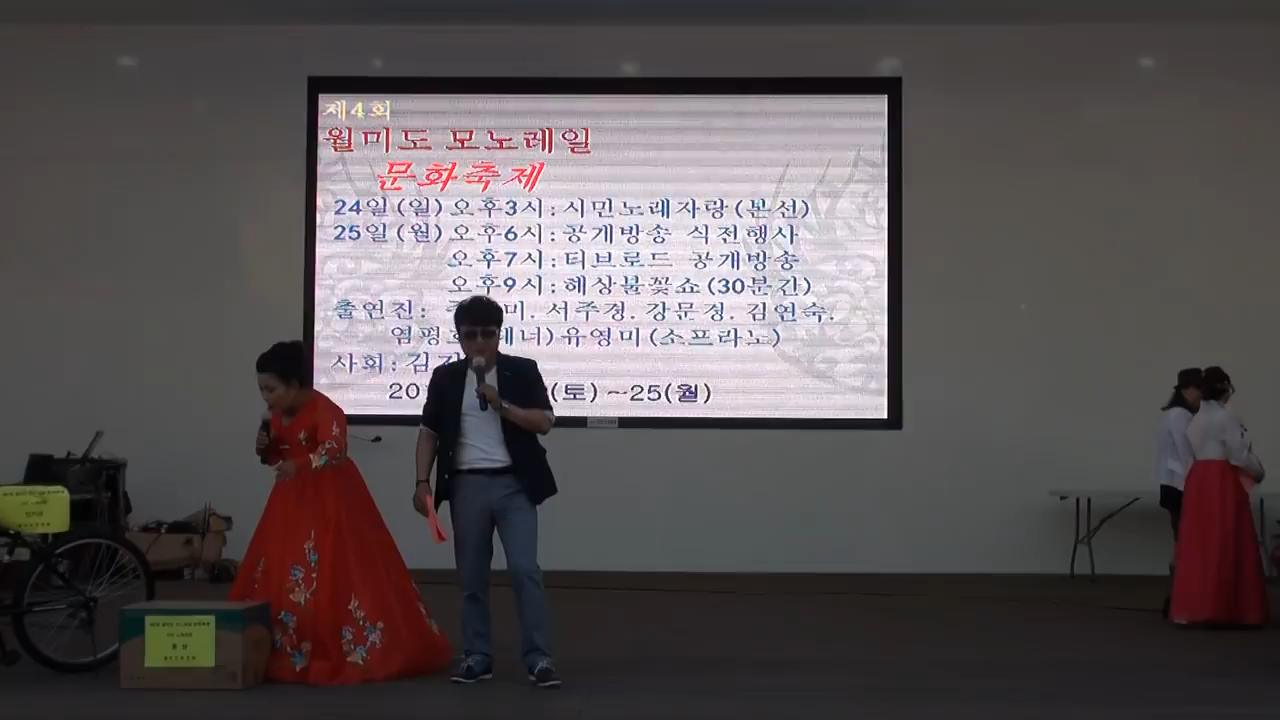 제4회
월미도 모노레일
문화축제
24일(일)오후3시:시민노래자랑(본선)
25일(월)오후6시:공개방송 식전행사
오후7시:티브로드 공개방송
오후9시:해상불꽃쇼(30분간)
출연진: 미. 서주경. 강문경. 김연숙.
염평 녀)유영미(소프라노)
사회:김
20 (토)~25(월)